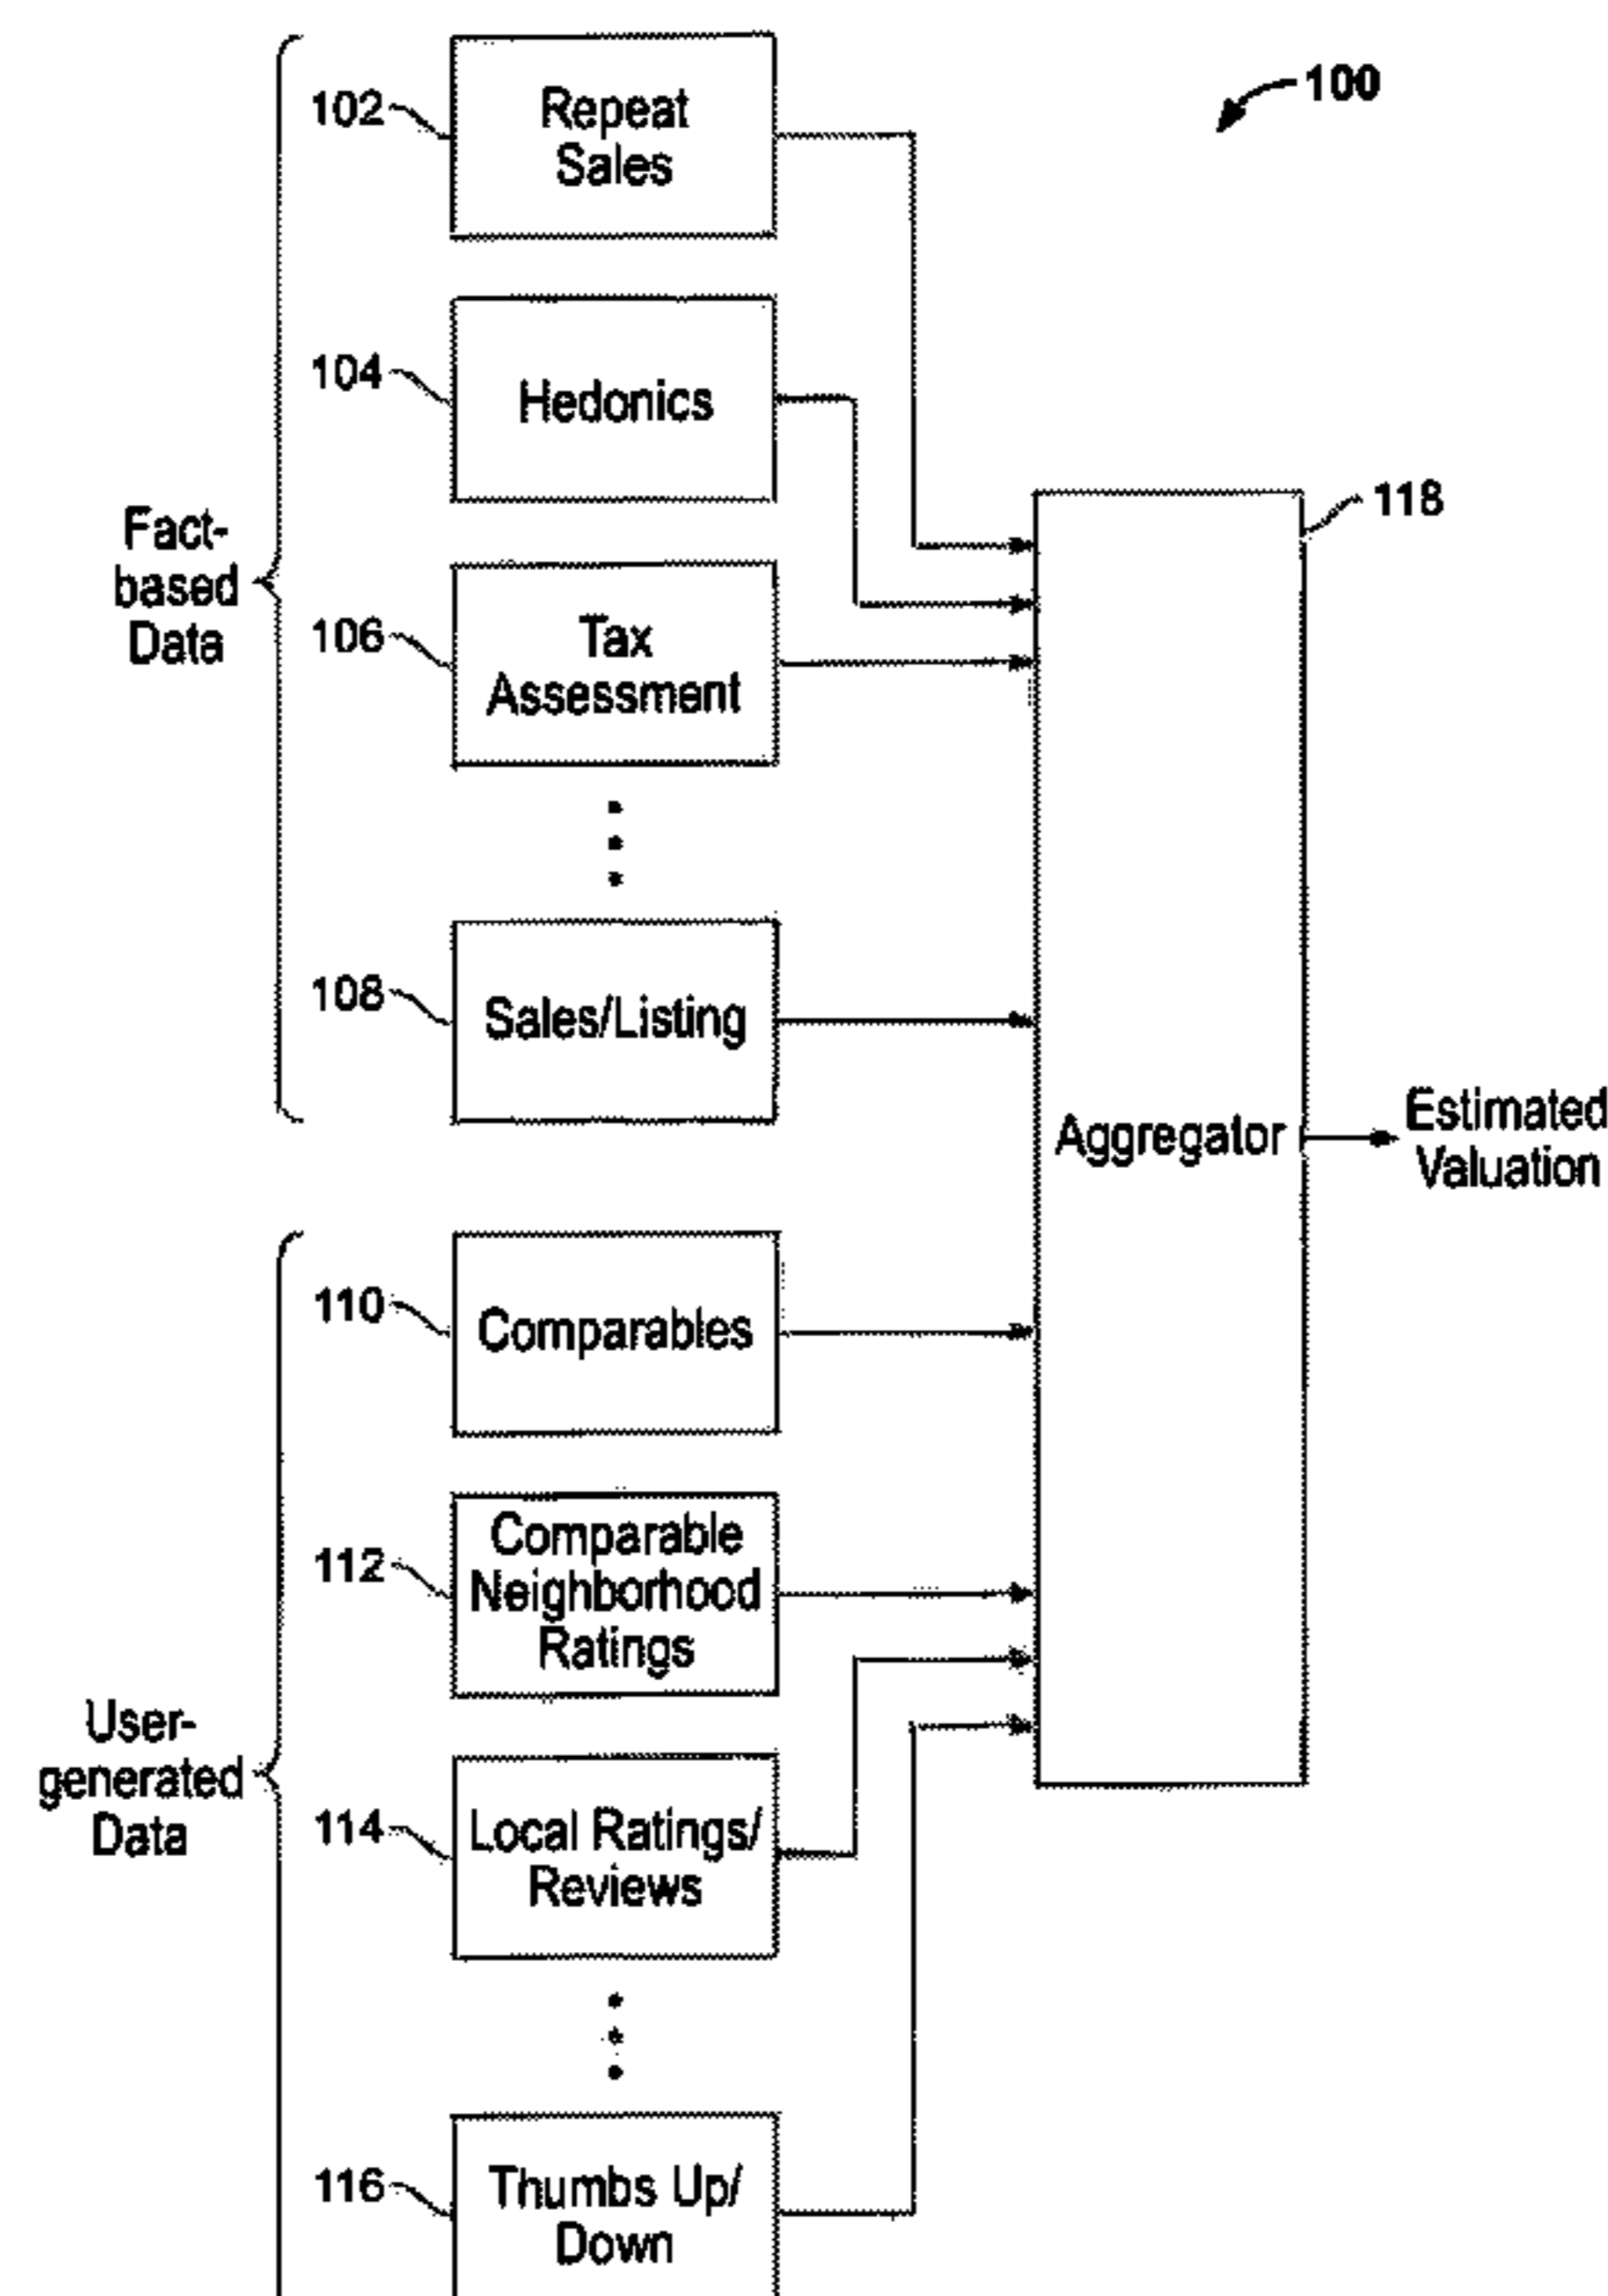 100
102
Repeat
Sales
104
Hedonics
118
Fact-
based
Data
106
Tax
Assessment
108
Sales/Listing
Aggregator
Estimated
Valuation
110
Comparables
112
Comparable
Neighborhood
Ratings
User-
generated
Data
114
Local Ratings/
Reviews
116
Thumbs Up/
Down